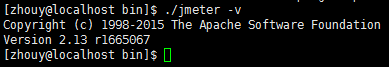 [zhouy@localhost bin]$ ./jmeter -v
Copyright (c) 1998-2015 The Apache Software Foundation
Version 2.13 r1665067
[zhouy@localhost bin]$